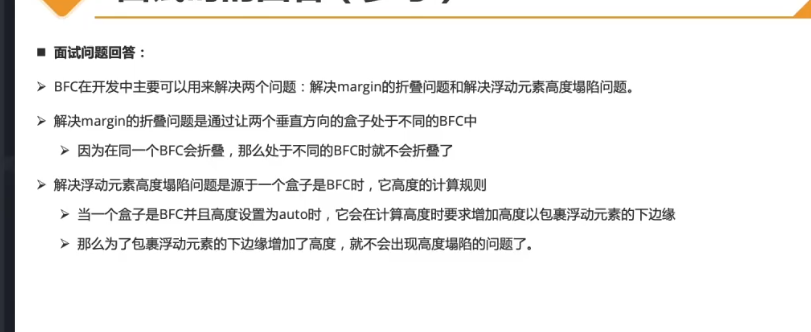 面试问题回答：
BFC在开发中主要可以用来解决两个问题：解决margin的折叠问题和解决浮动元素高度塌陷问题。
解决margin的折叠问题是通过让两个垂直方向的盒子处于不同的BFC中
因为在同一个BFC会折叠，那么处于不同的BFC时就不会折叠了
解决浮动元素高度塌陷问题是源于一个盒子是BFC时，它高度的计算规则
当一个盒子是BFC并且高度设置为auto时，它会在计算高度时要求增加高度以包裹浮动元素的下边缘
那么为了包裹浮动元素的下边缘增加了高度，就不会出现高度塌陷的问题了。